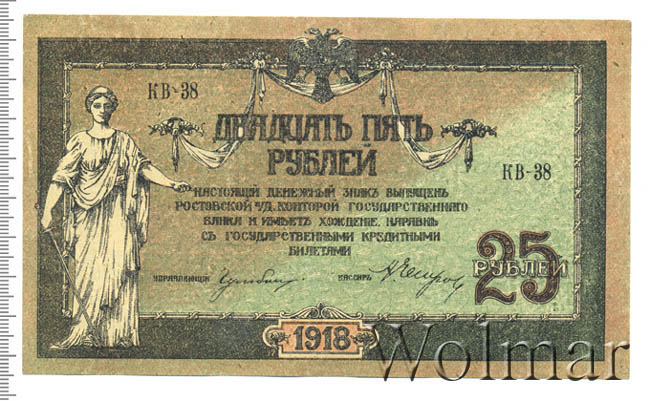 КВ-38
ДВАДЦАТЬ ПЯТЬ
РУБЛЕЙ
КВ-38
НАСТОЯЩІЙ ДЕНЕЖНЫЙ ЗНАКЪ ВЫПУЩЕНЪ
РОСТОВСКОЙ Н/Д. КОНТОРОЙ ГОСУДАРСТВЕННАГО
БАНКА И ИМѢЕТЪ ХОЖДЕНІЕ НАРАВНѢ
СЪ ГОСУДАРСТВЕННЫМИ КРЕДИТНЫМИ
БИЛЕТАМИ
25
РУБЛЕЙ
УПРАВЛЯЮЩІЙ
КАССИРЪ
1918
Wolmar